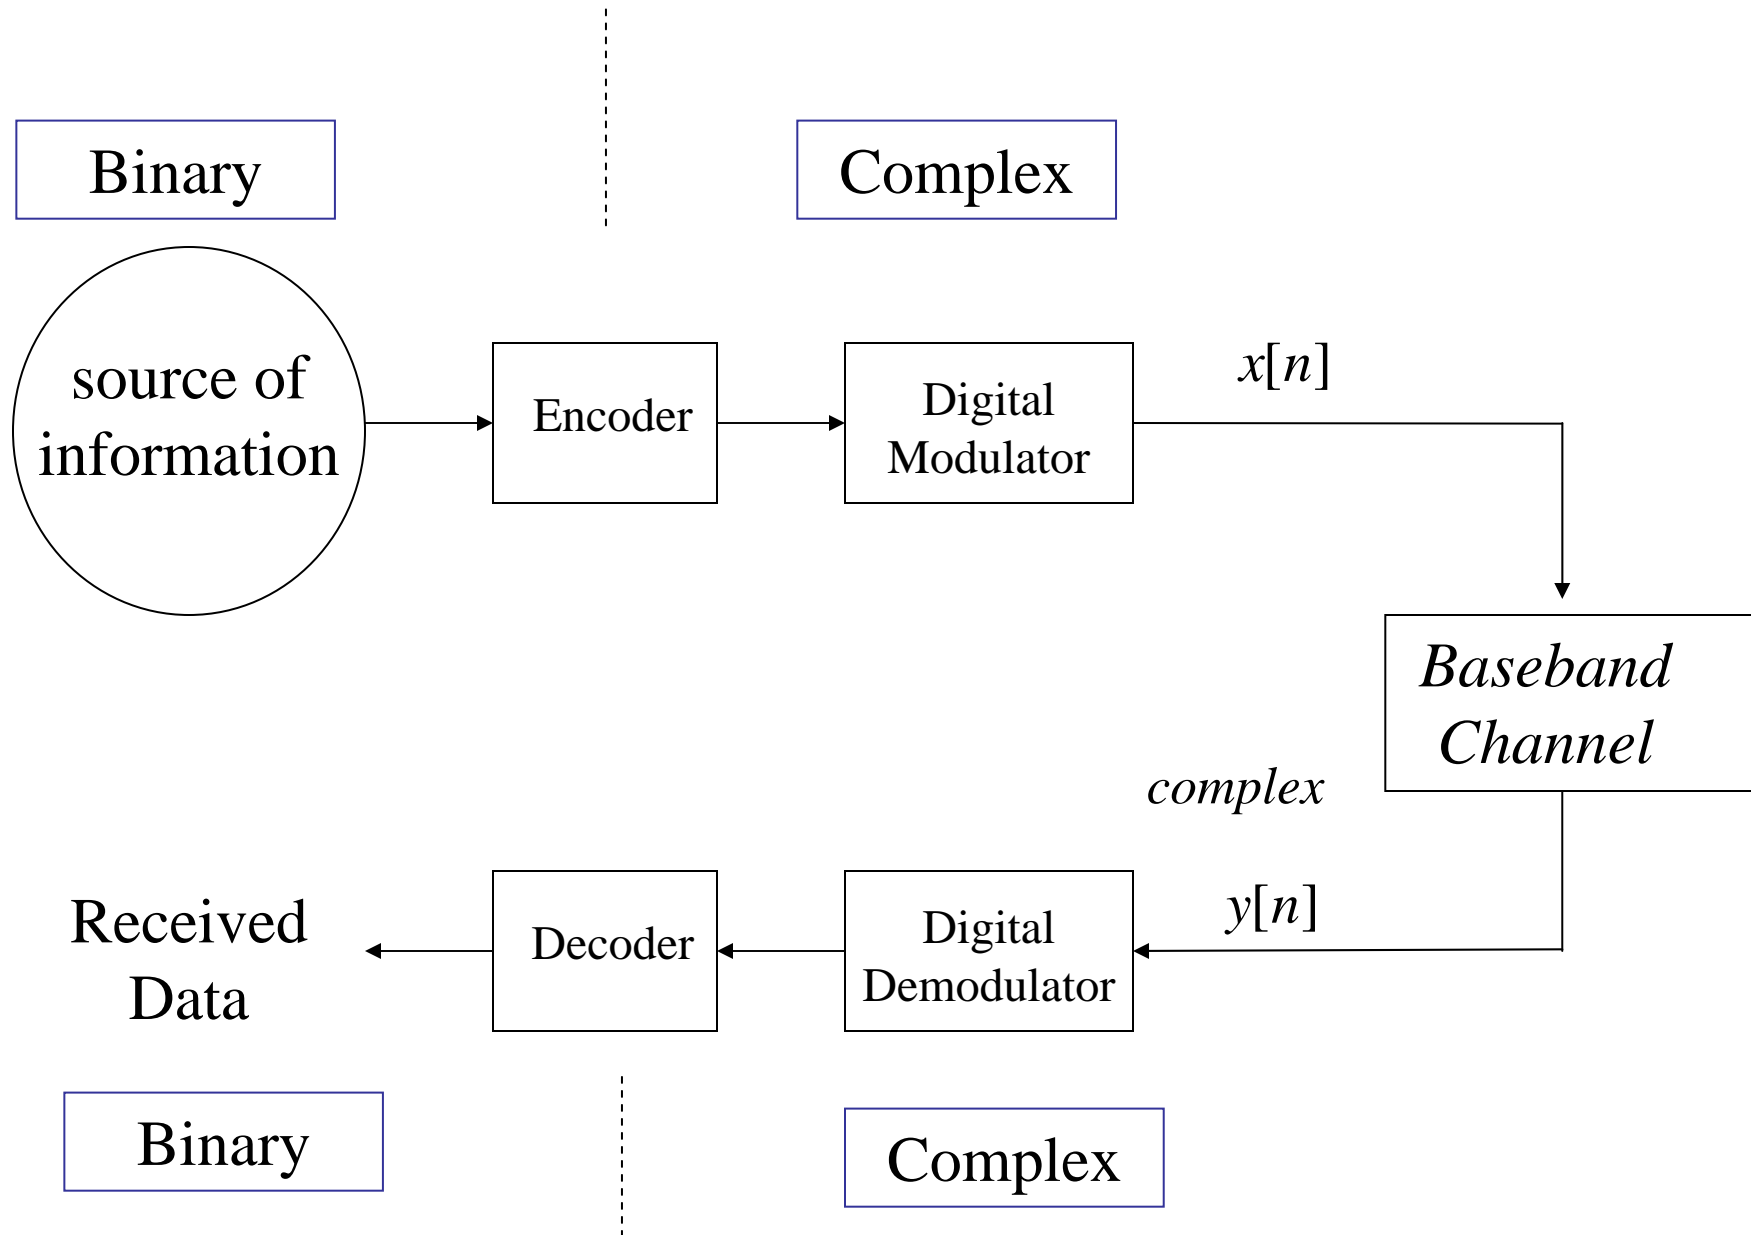 Binary
Complex
source of
information
Encoder
Digital
Modulator
x[n]
Baseband
Channel
complex
y[n]
Received
Data
Decoder
Digital
Demodulator
Binary
Complex